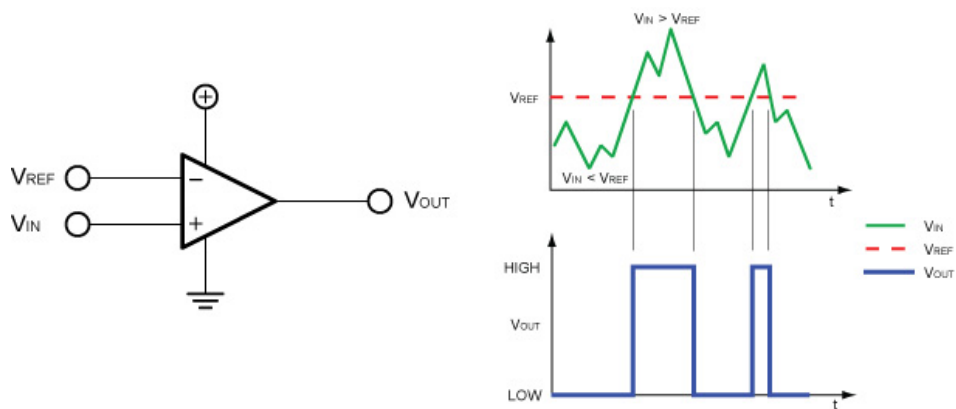 VREF
VIN
−
+
+
VOUT
VIN > VREF
VREF
VIN < VREF
t
VIN
VREF
VOUT
HIGH
VOUT
LOW
t